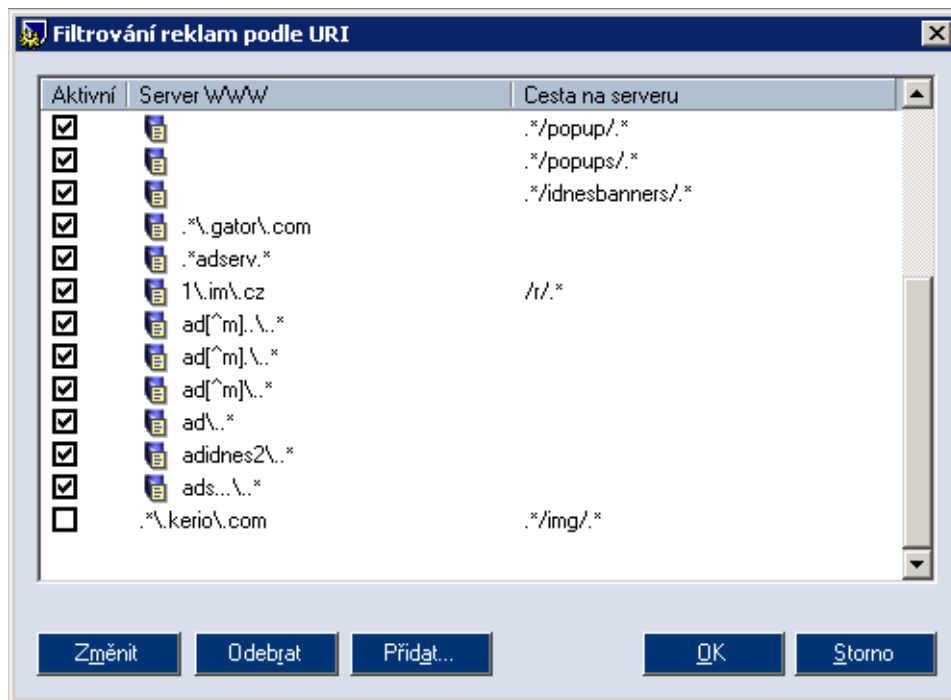 Filtrování reklam podle URI
Aktivní Server WWW Cesta na serveru
.*/popup/.*
.*/popups/.*
.*/idnesbanners/.*
.*\.gator\.com
.*adserv.*
1\.im\.cz /r/.*
ad[^m]..\..*
ad[^m].\..*
ad[^m]\..*
ad\..*
adidnes2\..*
ads...\..*
.*\.kerio\.com .*/img/.*
Změnit Odebrat Přidat... OK Storno